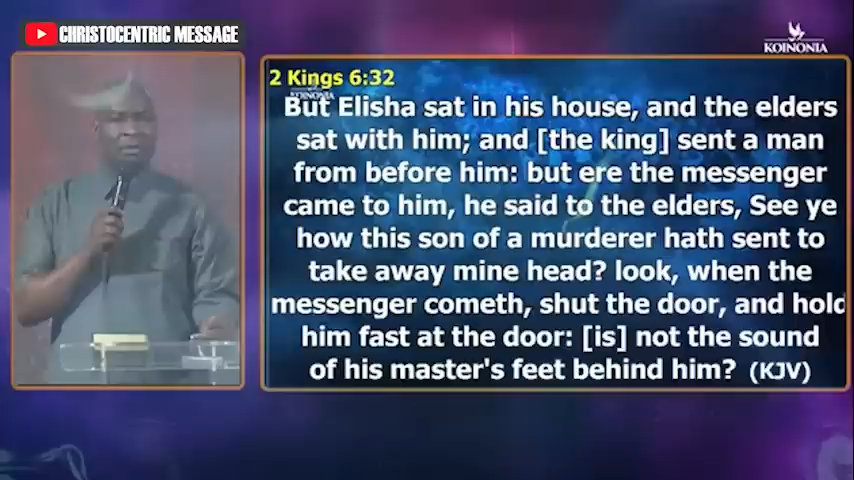 CHRISTOCENTRIC MESSAGE
KOINONIA
2 Kings 6:32
KOINONIA
But Elisha sat in his house, and the elders
sat with him; and [the king] sent a man
from before him: but ere the messenger
came to him, he said to the elders, See ye
how this son of a murderer hath sent to
take away mine head? look, when the
messenger cometh, shut the door, and hold
him fast at the door: [is] not the sound
of his master's feet behind him? (KJV)